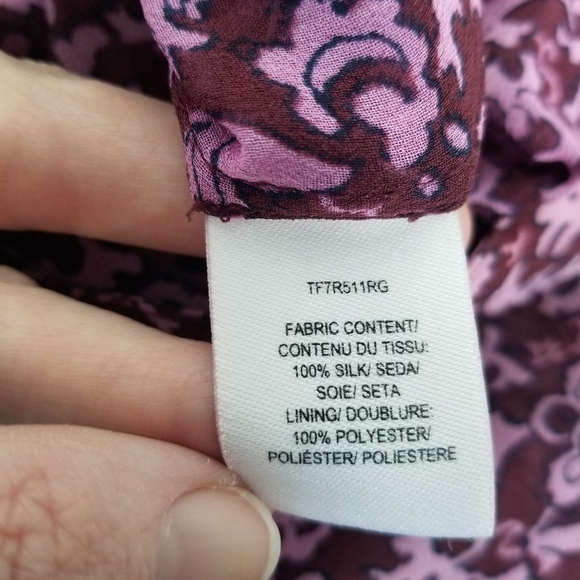 TF7R511RG
FABRIC CONTENT/
CONTENU DU TISSU:
100% SILK/ SEDA/
SOIE/ SETA
LINING/ DOUBLURE:
100% POLYESTER/
POLIÉSTER/ POLIESTERE